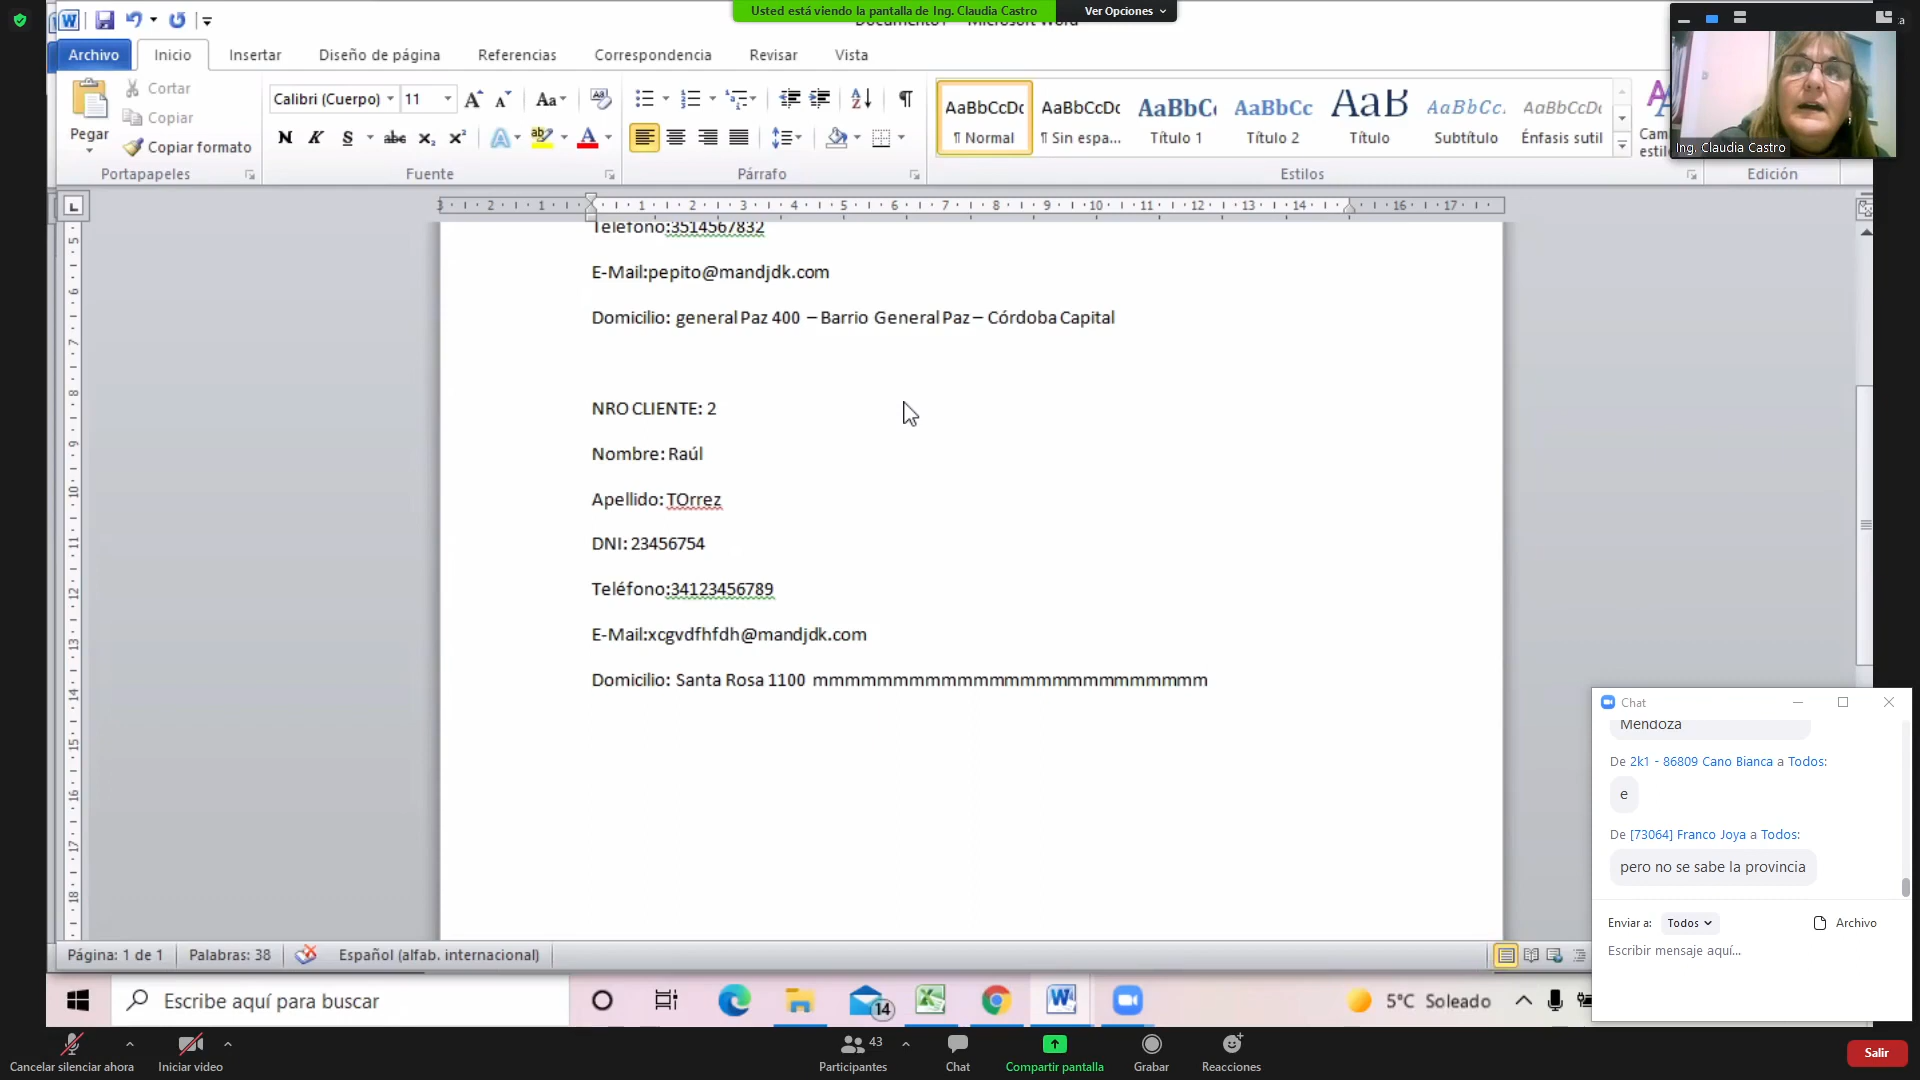 Usted está viendo la pantalla de Ing. Claudia Castro
Ver Opciones
Archivo
Inicio
Insertar
Diseño de página
Referencias
Correspondencia
Revisar
Vista
Pegar
Cortar
Copiar
Copiar formato
Portapapeles
Calibri (Cuerpo)
11
Fuente
Párrafo
AaBbCcDc
¶ Normal
AaBbCcDc
¶ Sin espa...
AaBbC
Título 1
AaBbCc
Título 2
AaB
Título
AaBbCc.
Subtítulo
AaBbCcDc
Énfasis sutil
Estilos
Edición
Ing. Claudia Castro
Teléfono:3514567832
E-Mail:pepito@mandjdk.com
Domicilio: general Paz 400 – Barrio General Paz – Córdoba Capital
NRO CLIENTE: 2
Nombre: Raúl
Apellido: TOrrez
DNI: 23456754
Teléfono:34123456789
E-Mail:xcgvdfhfdh@mandjdk.com
Domicilio: Santa Rosa 1100 mmmmmmmmmmmmmmmmmmmmmmmmm
Chat
Mendoza
De 2k1 - 86809 Cano Bianca a Todos:
e
De [73064] Franco Joya a Todos:
pero no se sabe la provincia
Enviar a:
Todos
Archivo
Escribir mensaje aquí...
Página: 1 de 1
Palabras: 38
Español (alfab. internacional)
Escribe aquí para buscar
14
5°C Soleado
Cancelar silenciar ahora
Iniciar video
Participantes
43
Chat
Compartir pantalla
Grabar
Reacciones
Salir